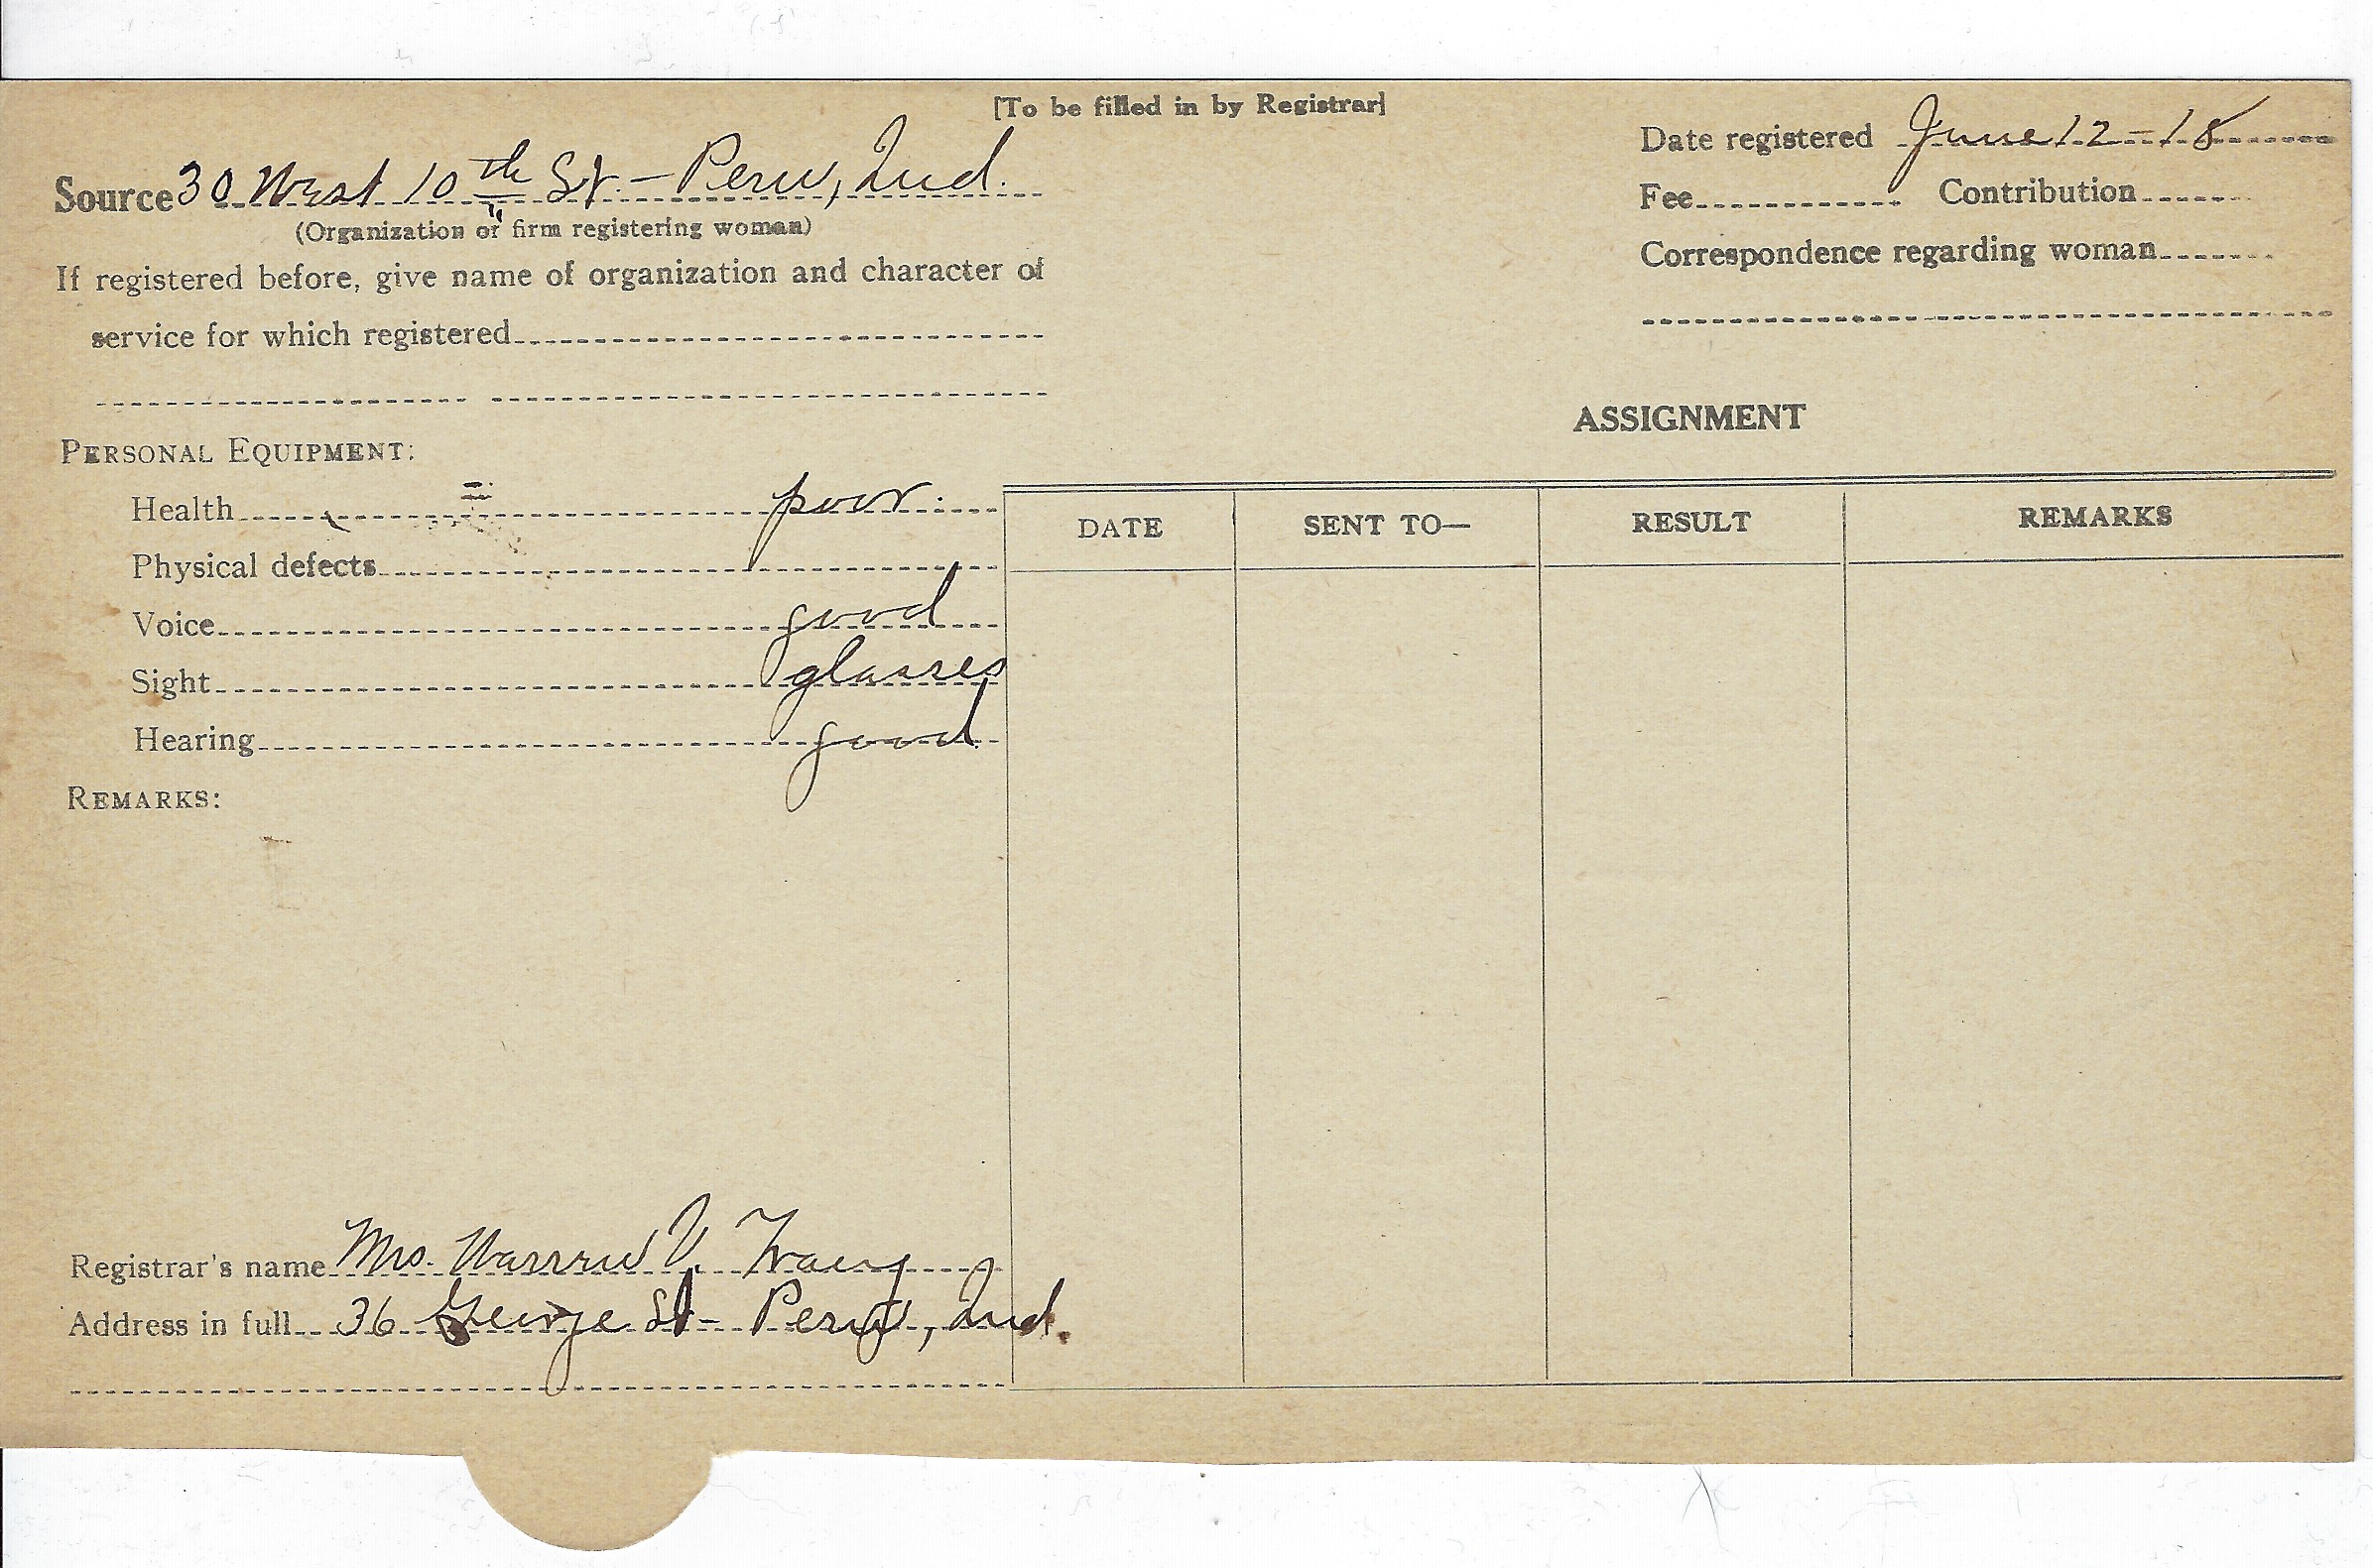 [To be filled in by Registrar]
Date registered June 12-18
Source 30 West 10th St. - Peru, Ind.
(Organization or firm registering woman)
Fee Contribution
Correspondence regarding woman
If registered before, give name of organization and character of
service for which registered
ASSIGNMENT
PERSONAL EQUIPMENT:
Health poor
Physical defects
Voice good
Sight glasses
Hearing good
DATE SENT TO— RESULT REMARKS
REMARKS:
Registrar's name Mrs. Warren V.
Address in full 36 George St - Peru, Ind.